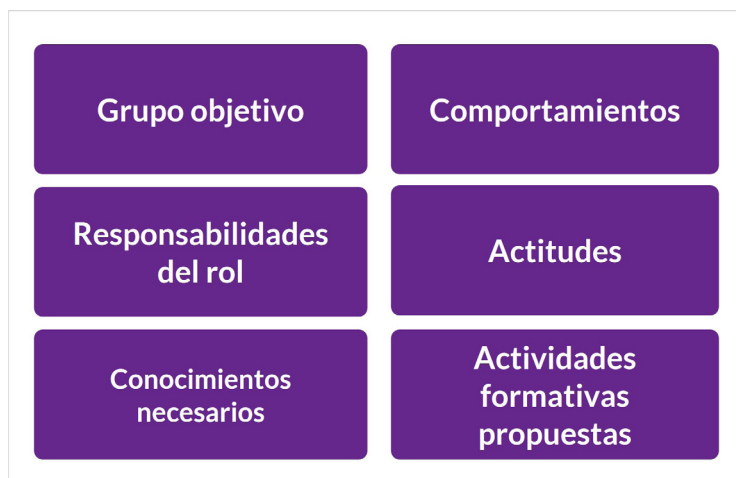 Grupo objetivo
Comportamientos
Responsabilidades
del rol
Actitudes
Conocimientos
necesarios
Actividades
formativas
propuestas